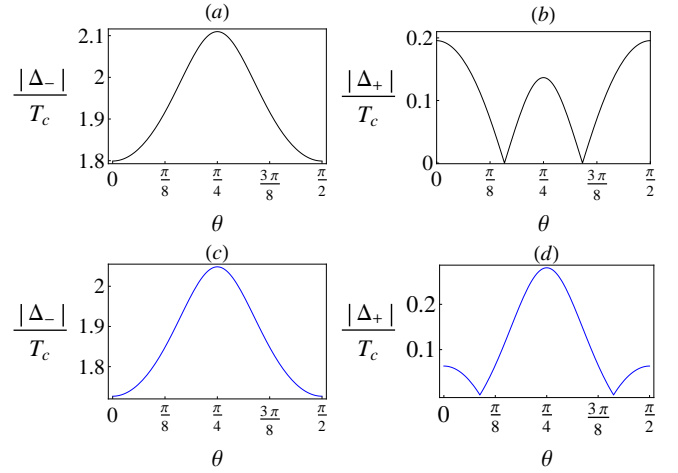 (a)
2.1
2
1.9
1.8
|Δ₋|
T_c
0
π/8
π/4
3π/8
π/2
θ
(b)
0.2
0.1
0
|Δ₊|
T_c
0
π/8
π/4
3π/8
π/2
θ
(c)
2
1.9
1.8
|Δ₋|
T_c
0
π/8
π/4
3π/8
π/2
θ
(d)
0.2
0.1
|Δ₊|
T_c
0
π/8
π/4
3π/8
π/2
θ